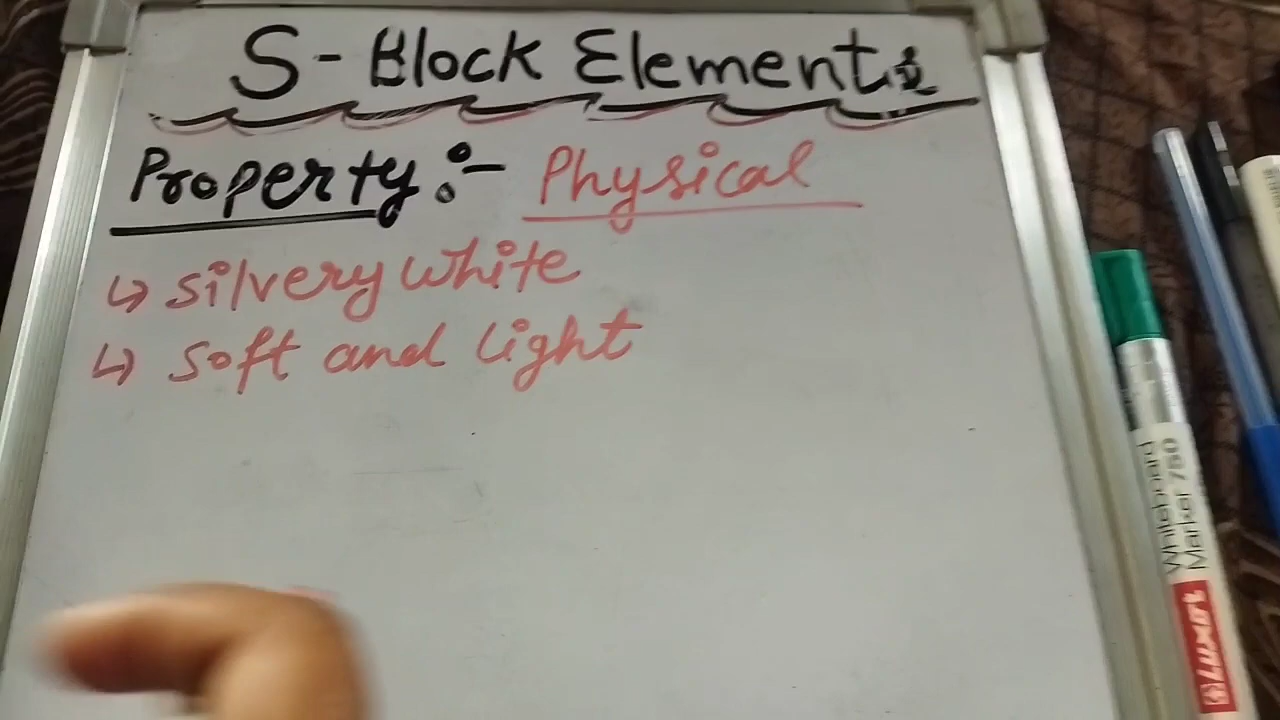 S-Block Elements
Property :- Physical
↳ silvery white
↳ soft and light
Whiteboard
Marker 750
LUXOR